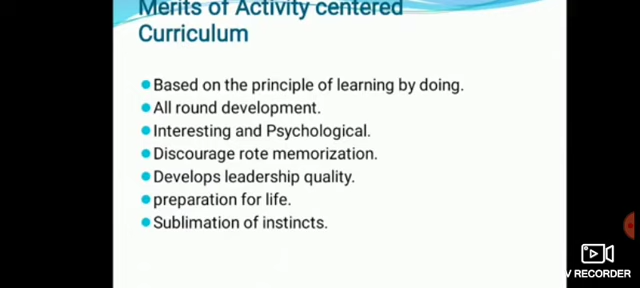 Merits of Activity centered
Curriculum
Based on the principle of learning by doing.
All round development.
Interesting and Psychological.
Discourage rote memorization.
Develops leadership quality.
preparation for life.
Sublimation of instincts.
V RECORDER